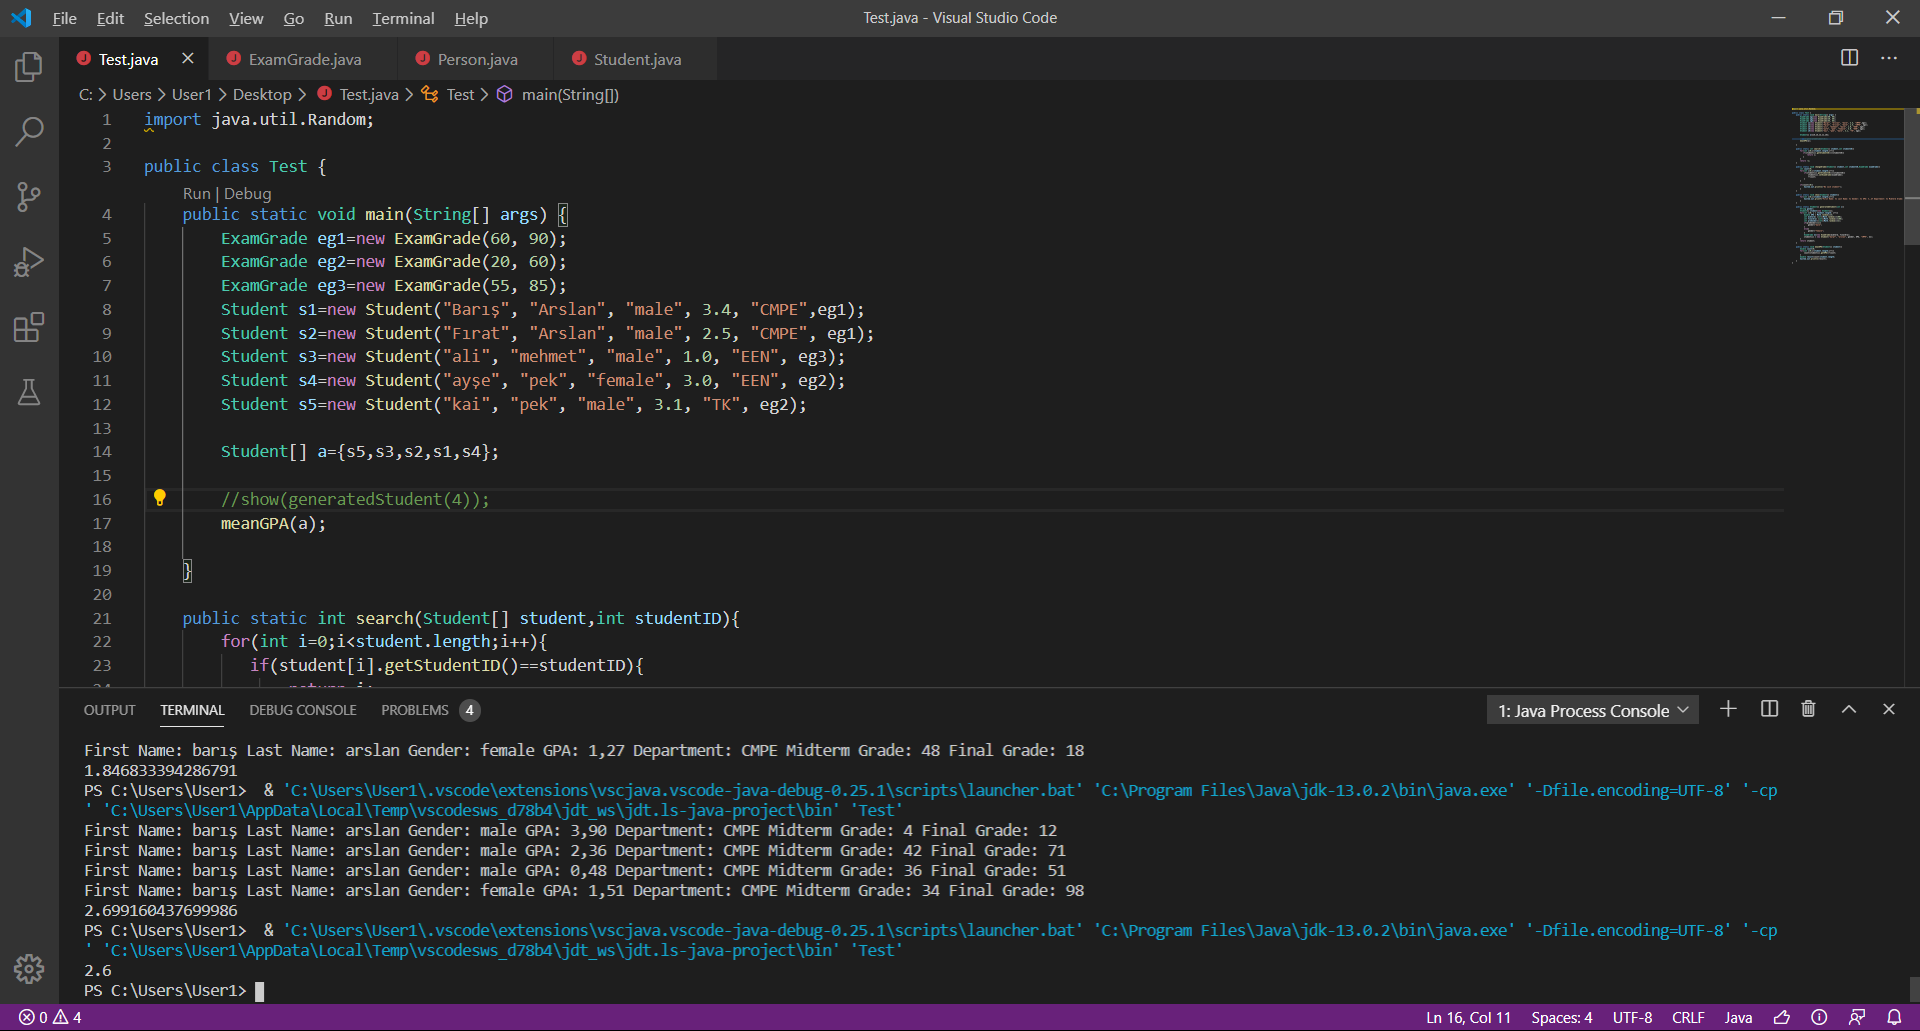 File Edit Selection View Go Run Terminal Help
Test.java - Visual Studio Code
Test.java ExamGrade.java Person.java Student.java
C: > Users > User1 > Desktop > Test.java > Test > main(String[])
1 import java.util.Random;
2
3 public class Test {
Run | Debug
4 public static void main(String[] args) {
5 ExamGrade eg1=new ExamGrade(60, 90);
6 ExamGrade eg2=new ExamGrade(20, 60);
7 ExamGrade eg3=new ExamGrade(55, 85);
8 Student s1=new Student("Barış", "Arslan", "male", 3.4, "CMPE",eg1);
9 Student s2=new Student("Fırat", "Arslan", "male", 2.5, "CMPE", eg1);
10 Student s3=new Student("ali", "mehmet", "male", 1.0, "EEN", eg3);
11 Student s4=new Student("ayşe", "pek", "female", 3.0, "EEN", eg2);
12 Student s5=new Student("kai", "pek", "male", 3.1, "TK", eg2);
13
14 Student[] a={s5,s3,s2,s1,s4};
15
16 //show(generatedStudent(4));
17 meanGPA(a);
18
19 }
20
21 public static int search(Student[] student,int studentID){
22 for(int i=0;i<student.length;i++){
23 if(student[i].getStudentID()==studentID){
OUTPUT TERMINAL DEBUG CONSOLE PROBLEMS 4
1: Java Process Console
First Name: barış Last Name: arslan Gender: female GPA: 1,27 Department: CMPE Midterm Grade: 48 Final Grade: 18
1.846833394286791
PS C:\Users\User1>  & 'C:\Users\User1\.vscode\extensions\vscjava.vscode-java-debug-0.25.1\scripts\launcher.bat' 'C:\Program Files\Java\jdk-13.0.2\bin\java.exe' '-Dfile.encoding=UTF-8' '-cp
' 'C:\Users\User1\AppData\Local\Temp\vscodesws_d78b4\jdt_ws\jdt.ls-java-project\bin' 'Test'
First Name: barış Last Name: arslan Gender: male GPA: 3,90 Department: CMPE Midterm Grade: 4 Final Grade: 12
First Name: barış Last Name: arslan Gender: male GPA: 2,36 Department: CMPE Midterm Grade: 42 Final Grade: 71
First Name: barış Last Name: arslan Gender: male GPA: 0,48 Department: CMPE Midterm Grade: 36 Final Grade: 51
First Name: barış Last Name: arslan Gender: female GPA: 1,51 Department: CMPE Midterm Grade: 34 Final Grade: 98
2.699160437699986
PS C:\Users\User1>  & 'C:\Users\User1\.vscode\extensions\vscjava.vscode-java-debug-0.25.1\scripts\launcher.bat' 'C:\Program Files\Java\jdk-13.0.2\bin\java.exe' '-Dfile.encoding=UTF-8' '-cp
' 'C:\Users\User1\AppData\Local\Temp\vscodesws_d78b4\jdt_ws\jdt.ls-java-project\bin' 'Test'
2.6
PS C:\Users\User1>
0 4
Ln 16, Col 11 Spaces: 4 UTF-8 CRLF Java